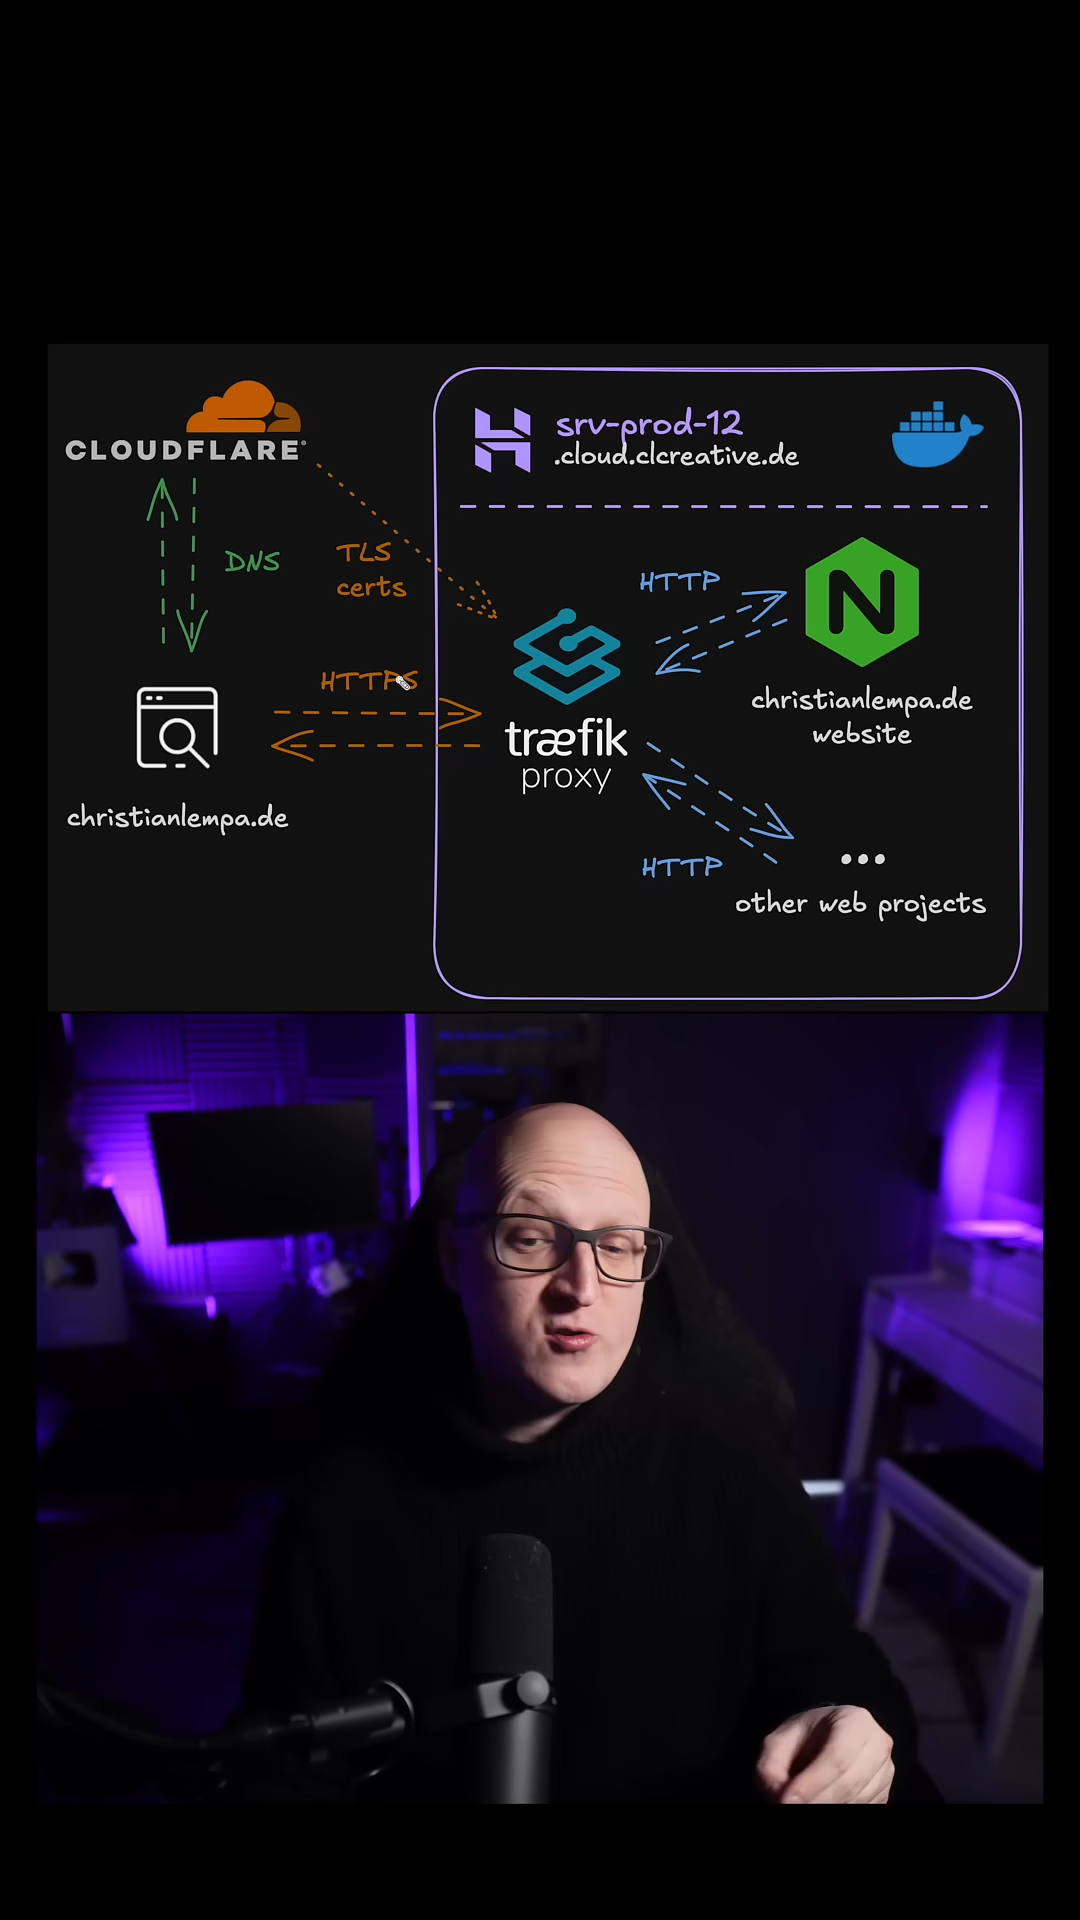 CLOUDFLARE
srv-prod-12
.cloud.clcreative.de
DNS
TLS
certs
HTTP
HTTPS
træfik
proxy
christianlempa.de
website
christianlempa.de
HTTP
...
other web projects